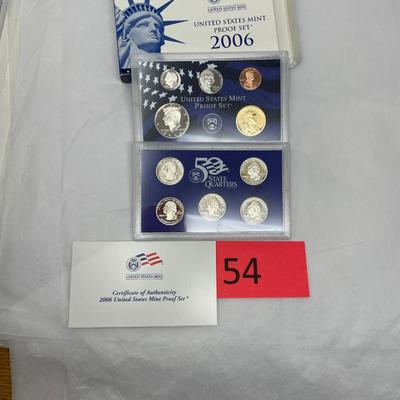 UNITED STATES MINT
PROOF SET
2006
UNITED STATES MINT
PROOF SET
50
STATE
QUARTERS
UNITED STATES MINT
Certificate of Authenticity
2006 United States Mint Proof Set
54